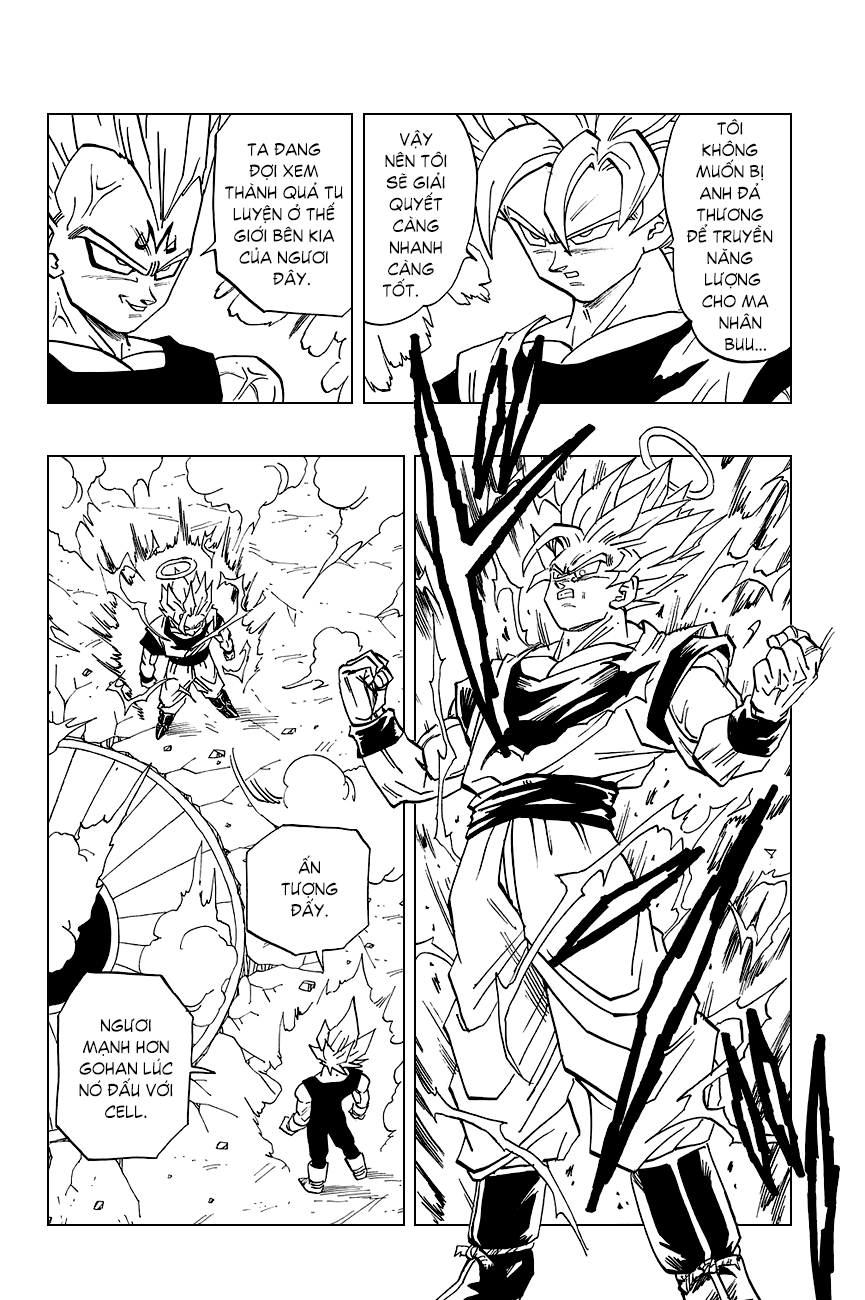 TÔI
KHÔNG
MUỐN BỊ
ANH ĐẢ
THƯƠNG
ĐỂ TRUYỀN
NĂNG
LƯỢNG
CHO MA
NHÂN
BUU...
VẬY
NÊN TÔI
SẼ GIẢI
QUYẾT
CÀNG
NHANH
CÀNG
TỐT.
TA ĐANG
ĐỢI XEM
THÀNH QUẢ TU
LUYỆN Ở THẾ
GIỚI BÊN KIA
CỦA NGƯƠI
ĐÂY.
ẤN
TƯỢNG
ĐẤY.
NGƯƠI
MẠNH HƠN
GOHAN LÚC
NÓ ĐẤU VỚI
CELL.